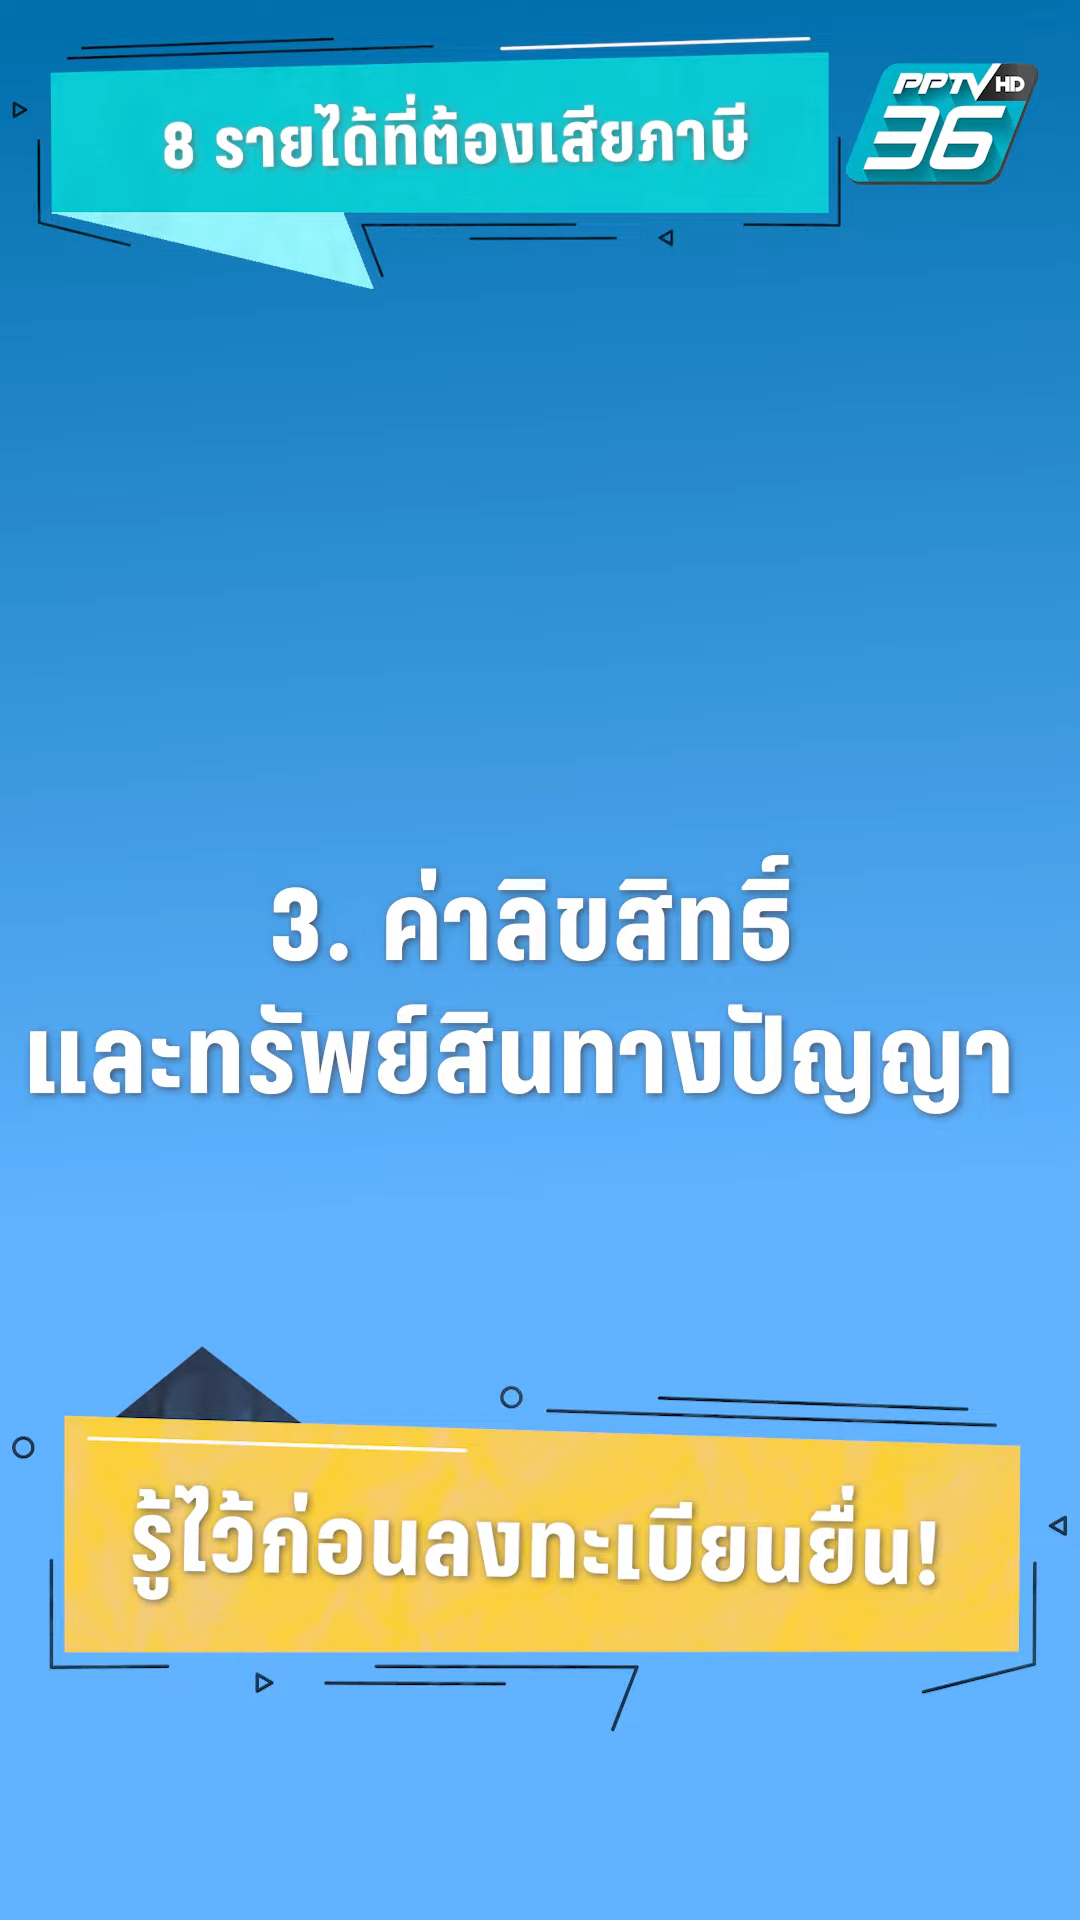 8 รายได้ที่ต้องเสียภาษี
PPTV HD
36
3. ค่าลิขสิทธิ์
และทรัพย์สินทางปัญญา
รู้ไว้ก่อนลงทะเบียนยื่น!